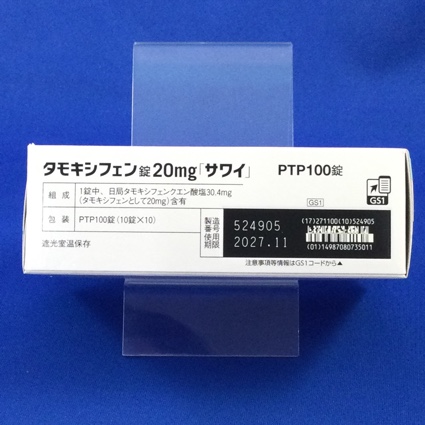 タモキシフェン錠20mg「サワイ」 PTP100錠
組成 1錠中、日局タモキシフェンクエン酸塩30.4mg
(タモキシフェンとして20mg)含有
GS1
GS1
包装 PTP100錠(10錠×10)
遮光室温保存
製造番号 524905
使用期限 2027.11
(17)271100(10)524905
(01)14987080735011
注意事項等情報はGS1コードから▲